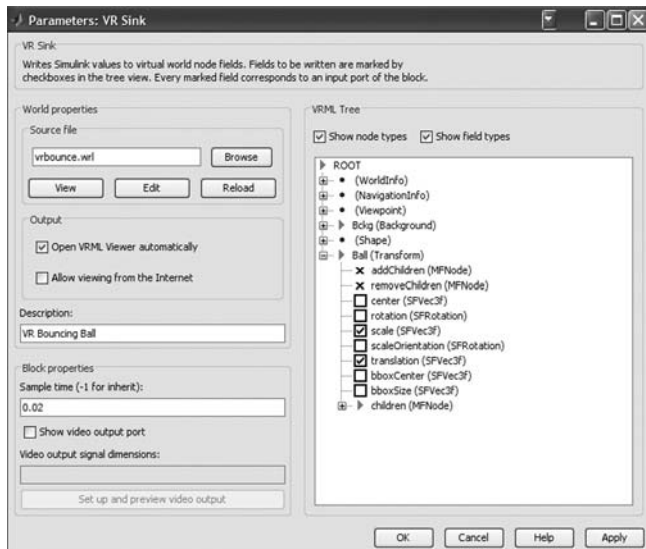 Parameters: VR Sink
VR Sink
Writes Simulink values to virtual world node fields. Fields to be written are marked by
checkboxes in the tree view. Every marked field corresponds to an input port of the block.
World properties
Source file
vrbounce.wrl
Browse
View
Edit
Reload
Output
Open VRML Viewer automatically
Allow viewing from the Internet
Description:
VR Bouncing Ball
Block properties
Sample time (-1 for inherit):
0.02
Show video output port
Video output signal dimensions:
Set up and preview video output
VRML Tree
Show node types
Show field types
ROOT
(WorldInfo)
(NavigationInfo)
(Viewpoint)
Bckg (Background)
(Shape)
Ball (Transform)
addChildren (MFNode)
removeChildren (MFNode)
center (SFVec3f)
rotation (SFRotation)
scale (SFVec3f)
scaleOrientation (SFRotation)
translation (SFVec3f)
bboxCenter (SFVec3f)
bboxSize (SFVec3f)
children (MFNode)
OK
Cancel
Help
Apply